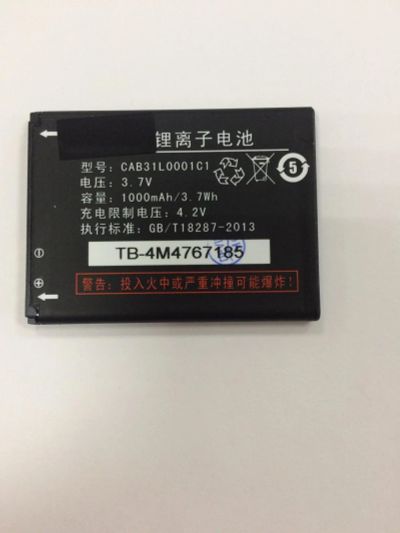 锂离子电池
型号: CAB31L0001C1
电压: 3.7V
容量: 1000mAh/3.7Wh
充电限制电压: 4.2V
执行标准: GB/T18287-2013
5
TB-4M4767185
警告: 投入火中或严重冲撞可能爆炸!